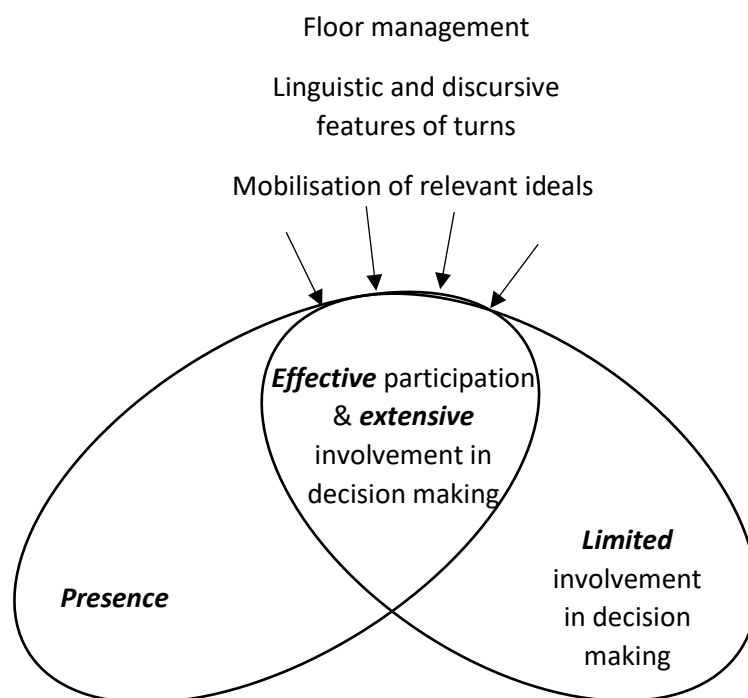 Floor management
Linguistic and discursive
features of turns
Mobilisation of relevant ideals
Effective participation
& extensive
involvement in
decision making
Presence
Limited
involvement
in decision
making